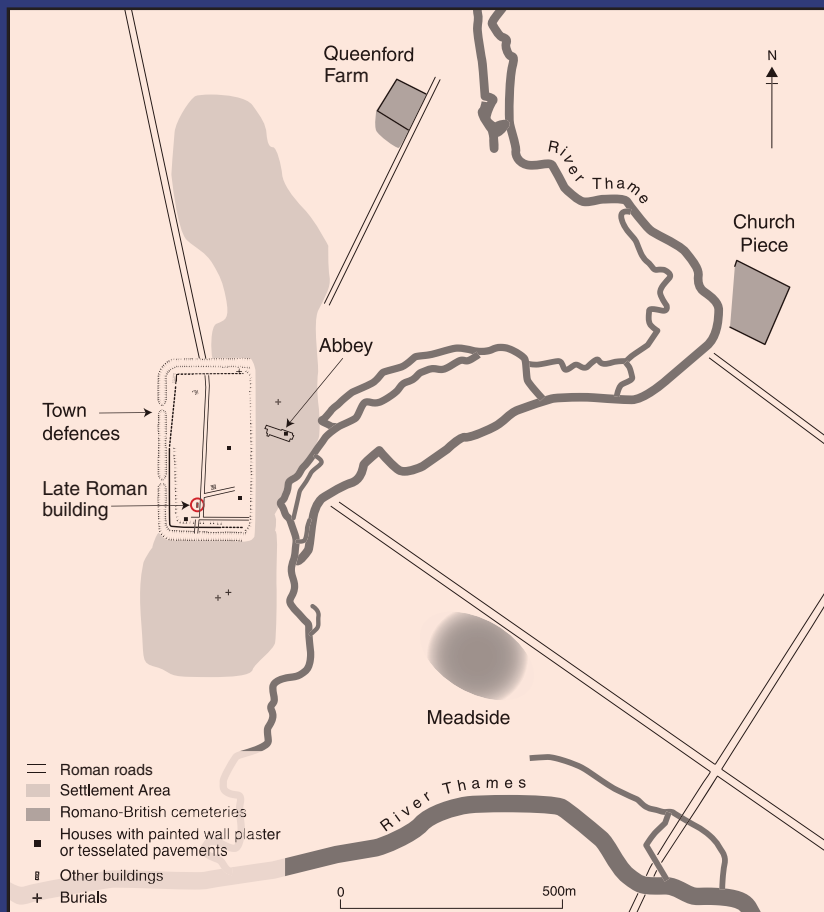 Queenford
Farm
N
River Thame
Church
Piece
Abbey
Town
defences
Late Roman
building
Meadside
River Thames
Roman roads
Settlement Area
Romano-British cemeteries
Houses with painted wall plaster
or tesselated pavements
Other buildings
Burials
0 500m